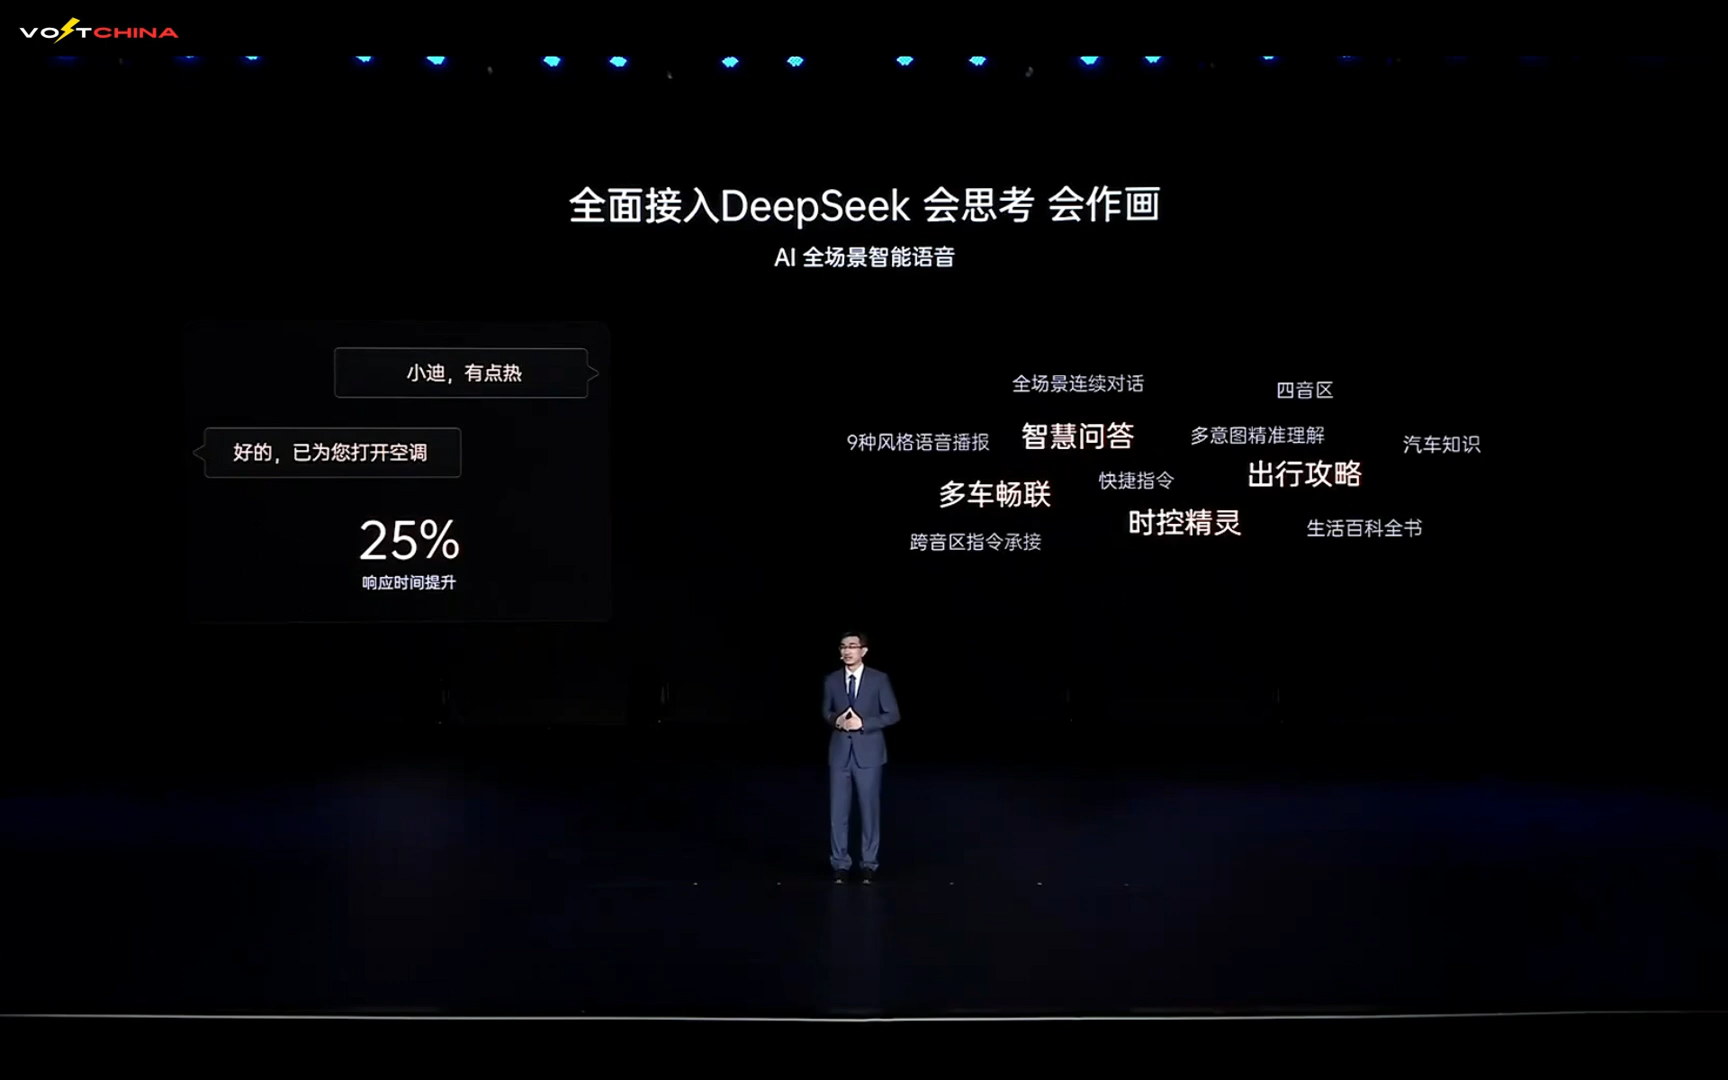 VOLTCHINA
全面接入DeepSeek 会思考 会作画
AI 全场景智能语音
小迪，有点热
好的，已为您打开空调
25%
响应时间提升
全场景连续对话
四音区
9种风格语音播报
智慧问答
多意图精准理解
汽车知识
多车畅联
快捷指令
出行攻略
跨音区指令承接
时控精灵
生活百科全书